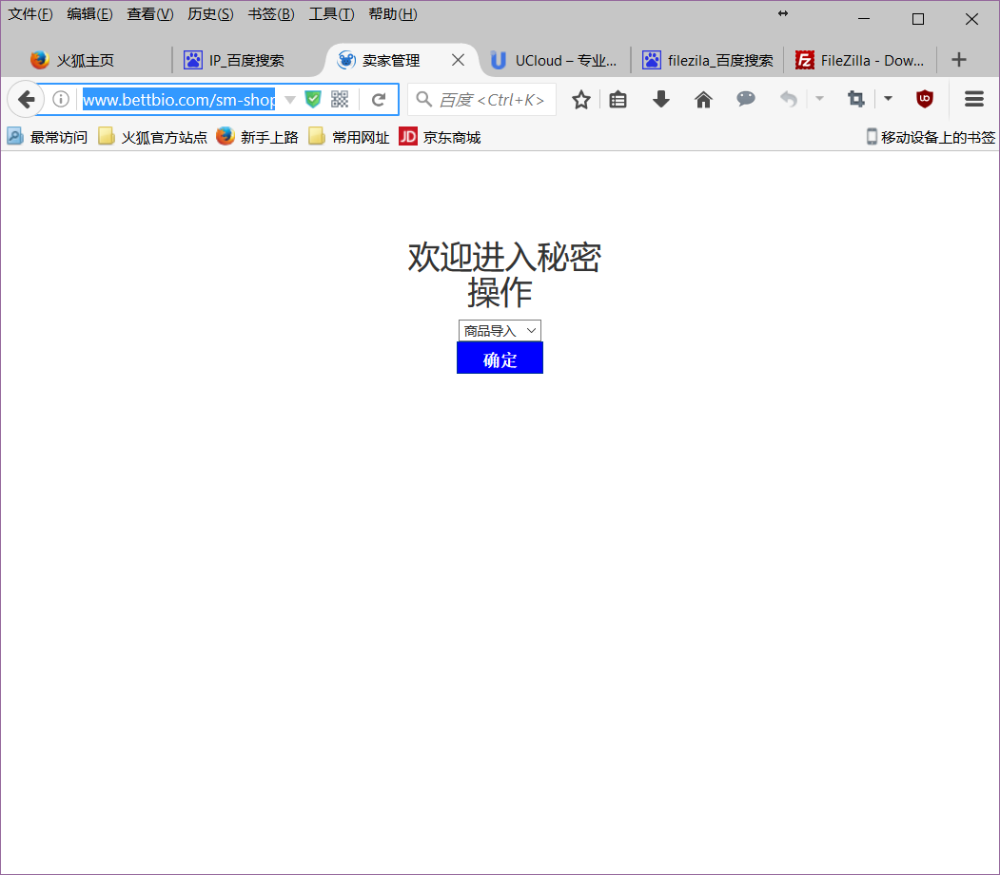 文件(F) 编辑(E) 查看(V) 历史(S) 书签(B) 工具(T) 帮助(H)
火狐主页 IP_百度搜索 卖家管理 UCloud – 专业... filezila_百度搜索 FileZilla - Dow...
www.bettbio.com/sm-shop 百度 <Ctrl+K>
最常访问 火狐官方站点 新手上路 常用网址 JD 京东商城 移动设备上的书签
欢迎进入秘密
操作
商品导入
确定